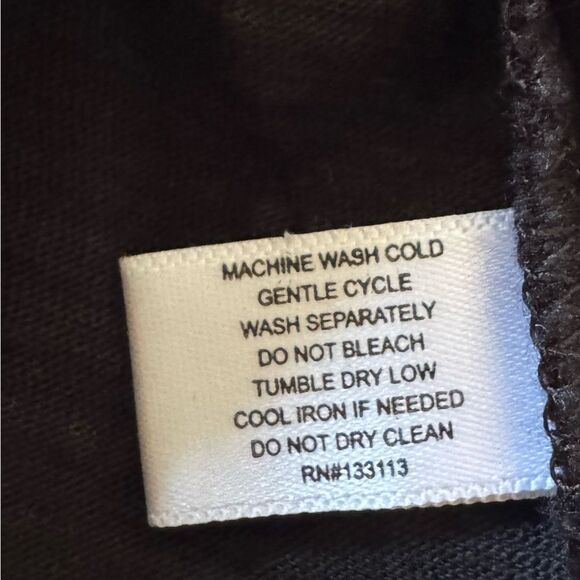 MACHINE WASH COLD
GENTLE CYCLE
WASH SEPARATELY
DO NOT BLEACH
TUMBLE DRY LOW
COOL IRON IF NEEDED
DO NOT DRY CLEAN
RN#133113